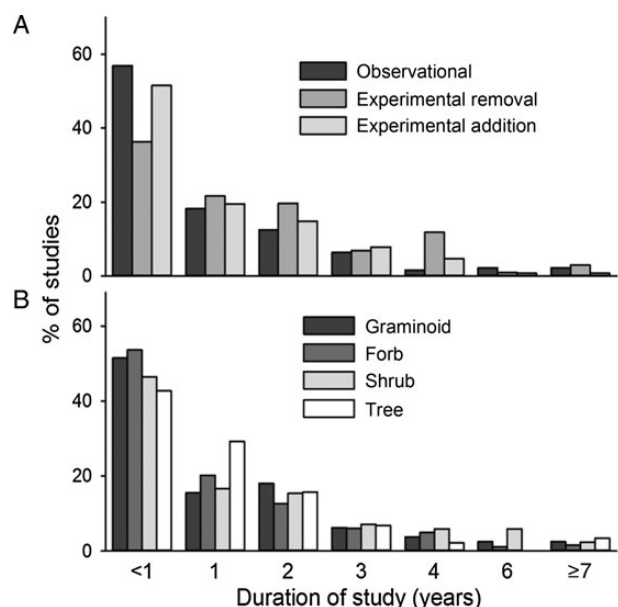 A
60
40
20
0
Observational
Experimental removal
Experimental addition
% of studies
B
60
40
20
0
Graminoid
Forb
Shrub
Tree
<1 1 2 3 4 6 ≥7
Duration of study (years)